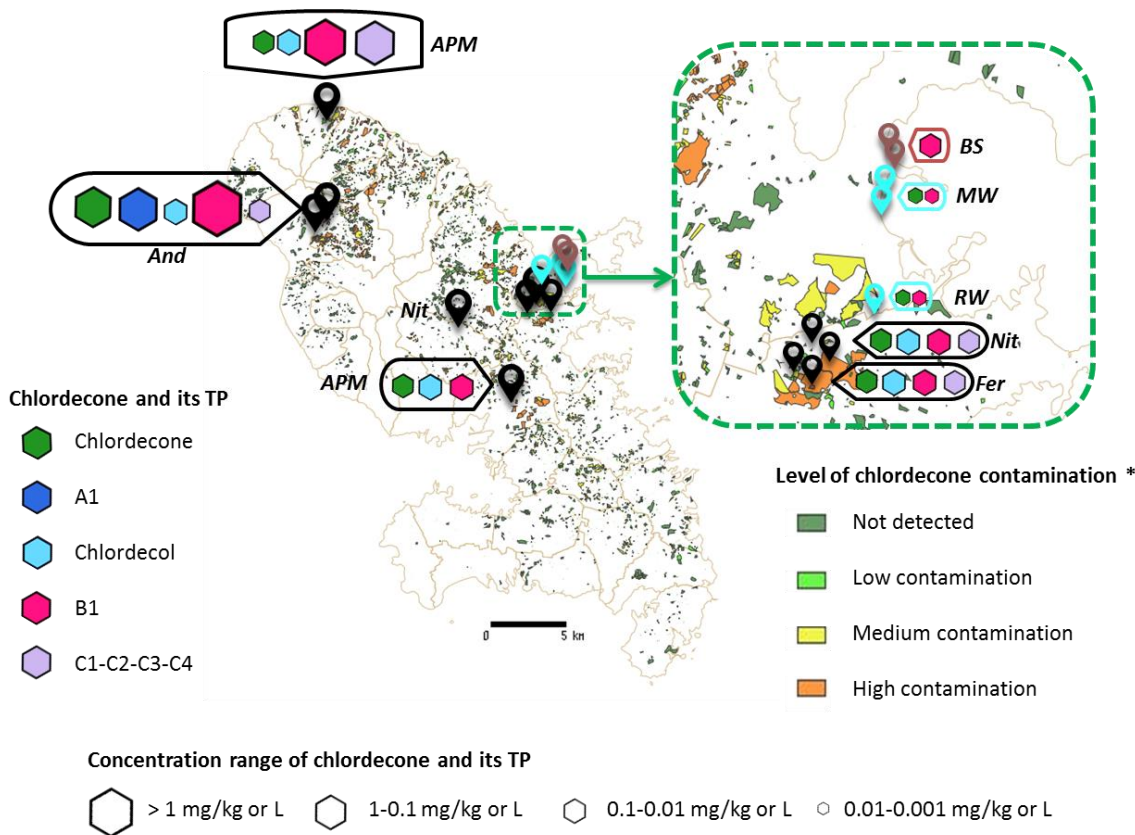 APM
And
Nit
APM
BS
MW
RW
Nit
Fer
Chlordecone and its TP
Chlordecone
A1
Chlordecol
B1
C1-C2-C3-C4
0 5 km
Level of chlordecone contamination *
Not detected
Low contamination
Medium contamination
High contamination
Concentration range of chlordecone and its TP
> 1 mg/kg or L 1-0.1 mg/kg or L 0.1-0.01 mg/kg or L 0.01-0.001 mg/kg or L